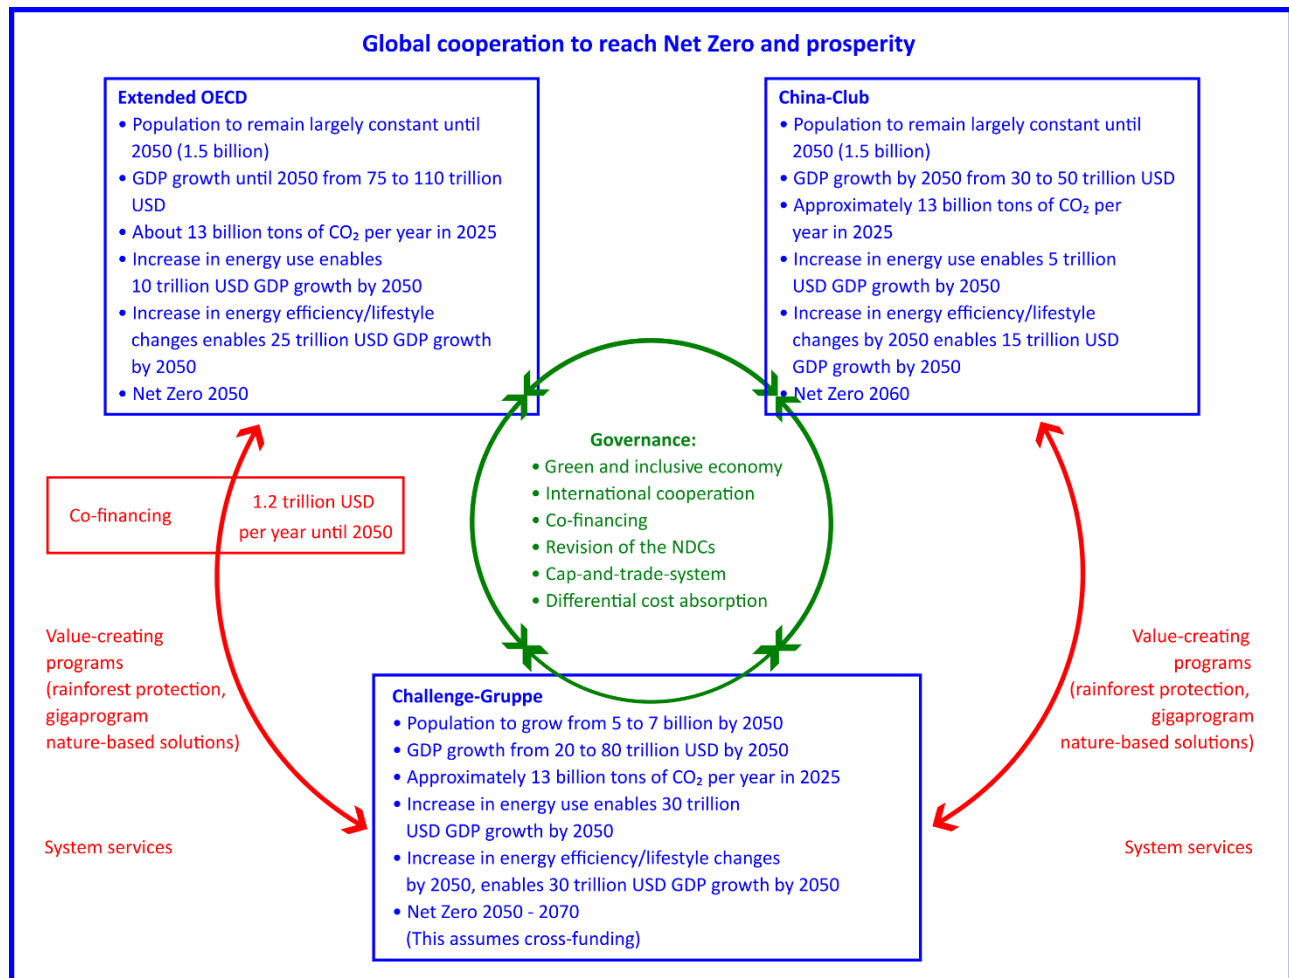 Global cooperation to reach Net Zero and prosperity
Extended OECD
• Population to remain largely constant until
2050 (1.5 billion)
• GDP growth until 2050 from 75 to 110 trillion
USD
• About 13 billion tons of CO₂ per year in 2025
• Increase in energy use enables
10 trillion USD GDP growth by 2050
• Increase in energy efficiency/lifestyle
changes enables 25 trillion USD GDP growth
by 2050
• Net Zero 2050
China-Club
• Population to remain largely constant until
2050 (1.5 billion)
• GDP growth by 2050 from 30 to 50 trillion USD
• Approximately 13 billion tons of CO₂ per
year in 2025
• Increase in energy use enables 5 trillion
USD GDP growth by 2050
• Increase in energy efficiency/lifestyle
changes by 2050 enables 15 trillion USD
GDP growth by 2050
• Net Zero 2060
Governance:
• Green and inclusive economy
• International cooperation
• Co-financing
• Revision of the NDCs
• Cap-and-trade-system
• Differential cost absorption
Co-financing
1.2 trillion USD
per year until 2050
Value-creating
programs
(rainforest protection,
gigaprogram
nature-based solutions)
System services
Value-creating
programs
(rainforest protection,
gigaprogram
nature-based solutions)
System services
Challenge-Gruppe
• Population to grow from 5 to 7 billion by 2050
• GDP growth from 20 to 80 trillion USD by 2050
• Approximately 13 billion tons of CO₂ per year in 2025
• Increase in energy use enables 30 trillion
USD GDP growth by 2050
• Increase in energy efficiency/lifestyle changes
by 2050, enables 30 trillion USD GDP growth by 2050
• Net Zero 2050 - 2070
(This assumes cross-funding)